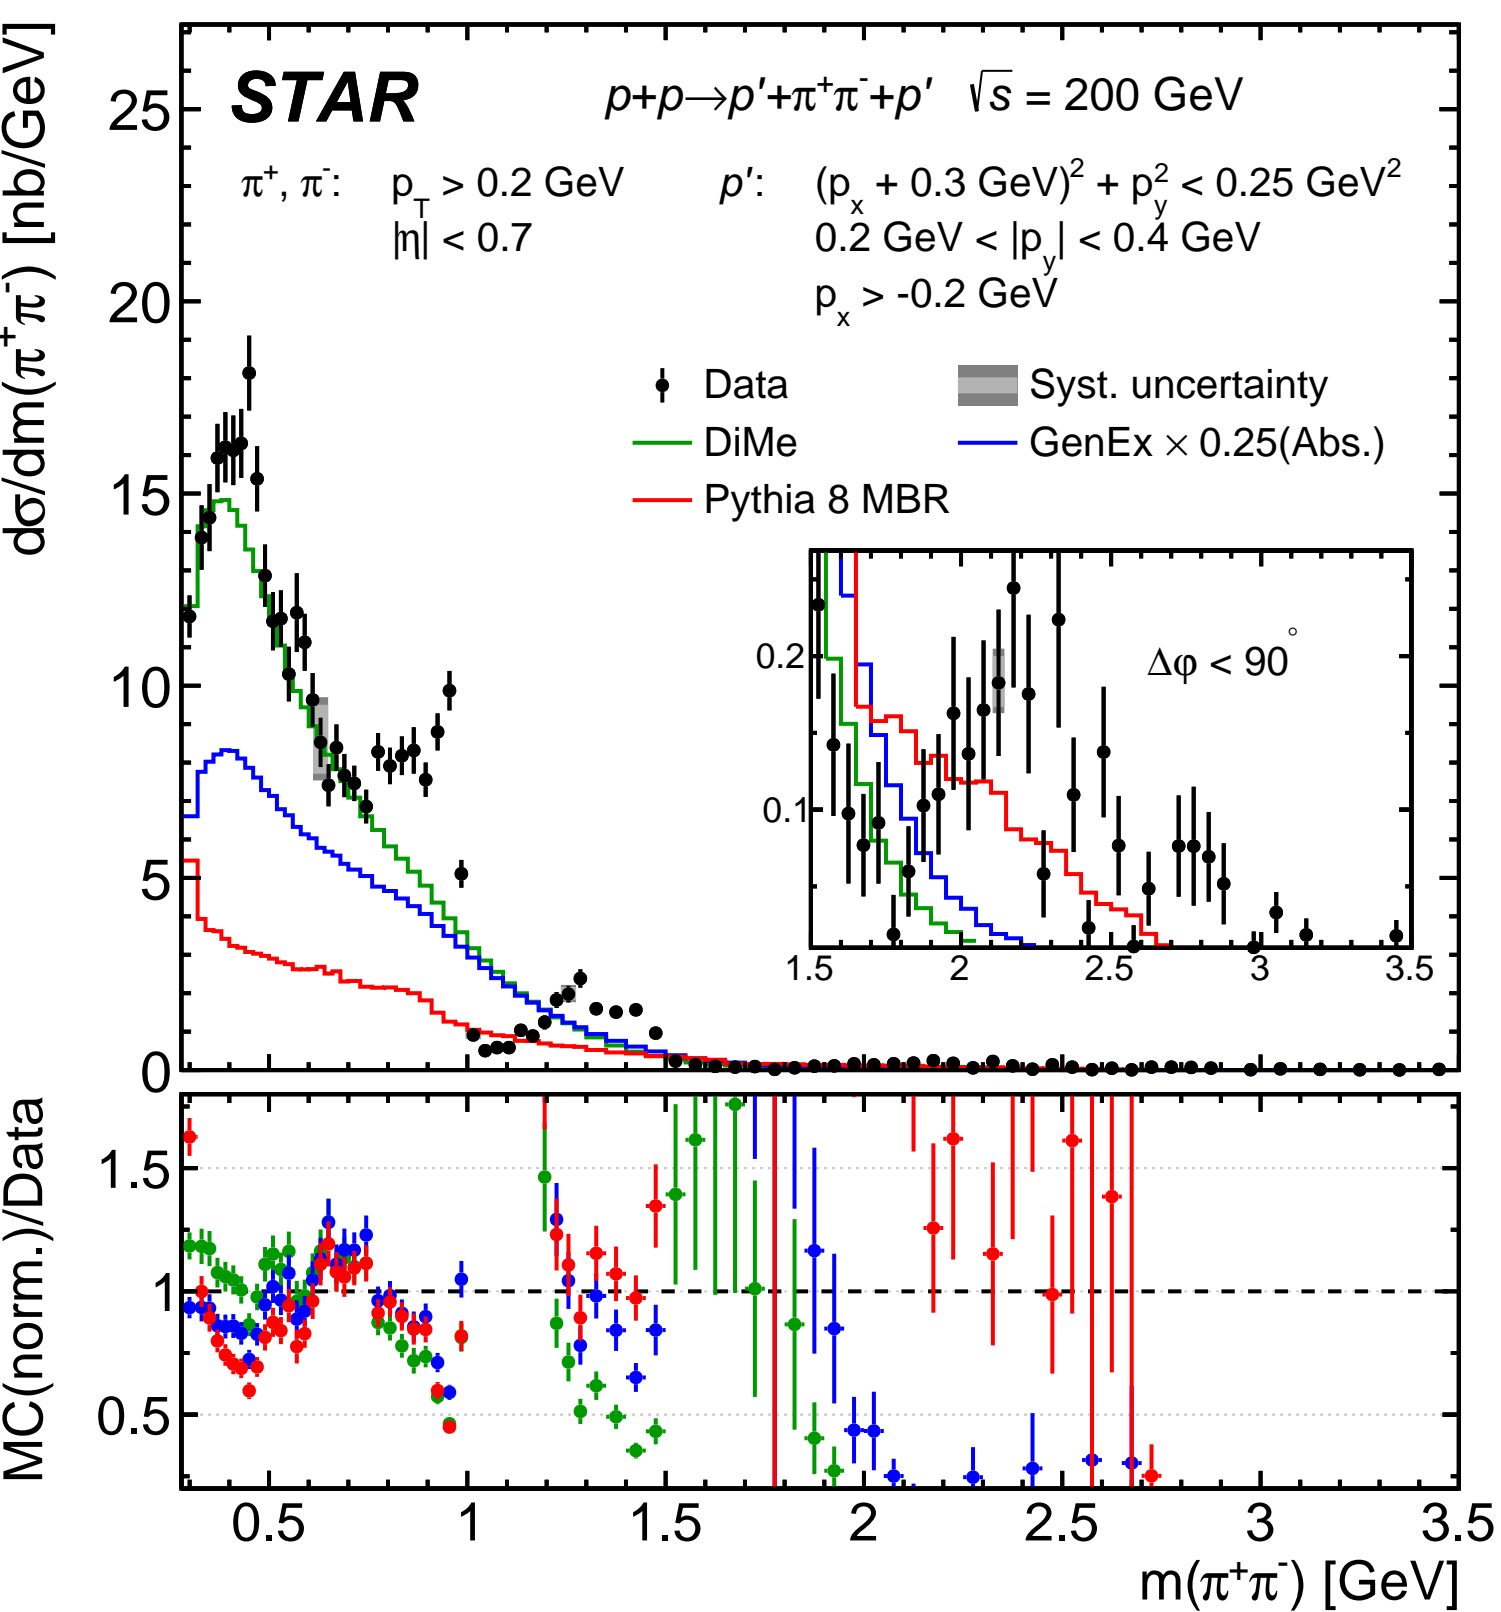 STAR p+p→p′+π⁺π⁻+p′ √s = 200 GeV
π⁺, π⁻: p_T > 0.2 GeV p′: (p_x + 0.3 GeV)² + p_y² < 0.25 GeV²
|η| < 0.7 0.2 GeV < |p_y| < 0.4 GeV
p_x > -0.2 GeV
Data Syst. uncertainty
DiMe GenEx × 0.25(Abs.)
Pythia 8 MBR
Δφ < 90°
0.2
0.1
1.5 2 2.5 3 3.5
dσ/dm(π⁺π⁻) [nb/GeV]
25
20
15
10
5
0
MC(norm.)/Data
1.5
1
0.5
0.5 1 1.5 2 2.5 3 3.5
m(π⁺π⁻) [GeV]